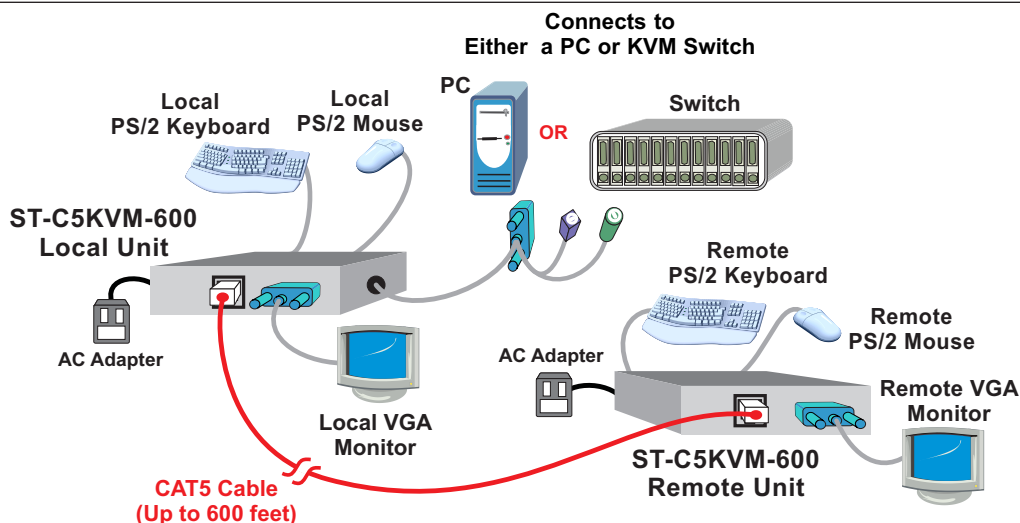 Connects to
Either a PC or KVM Switch
PC
OR
Switch
Local
PS/2 Keyboard
Local
PS/2 Mouse
ST-C5KVM-600
Local Unit
AC Adapter
Local VGA
Monitor
CAT5 Cable
(Up to 600 feet)
Remote
PS/2 Keyboard
Remote
PS/2 Mouse
AC Adapter
Remote VGA
Monitor
ST-C5KVM-600
Remote Unit